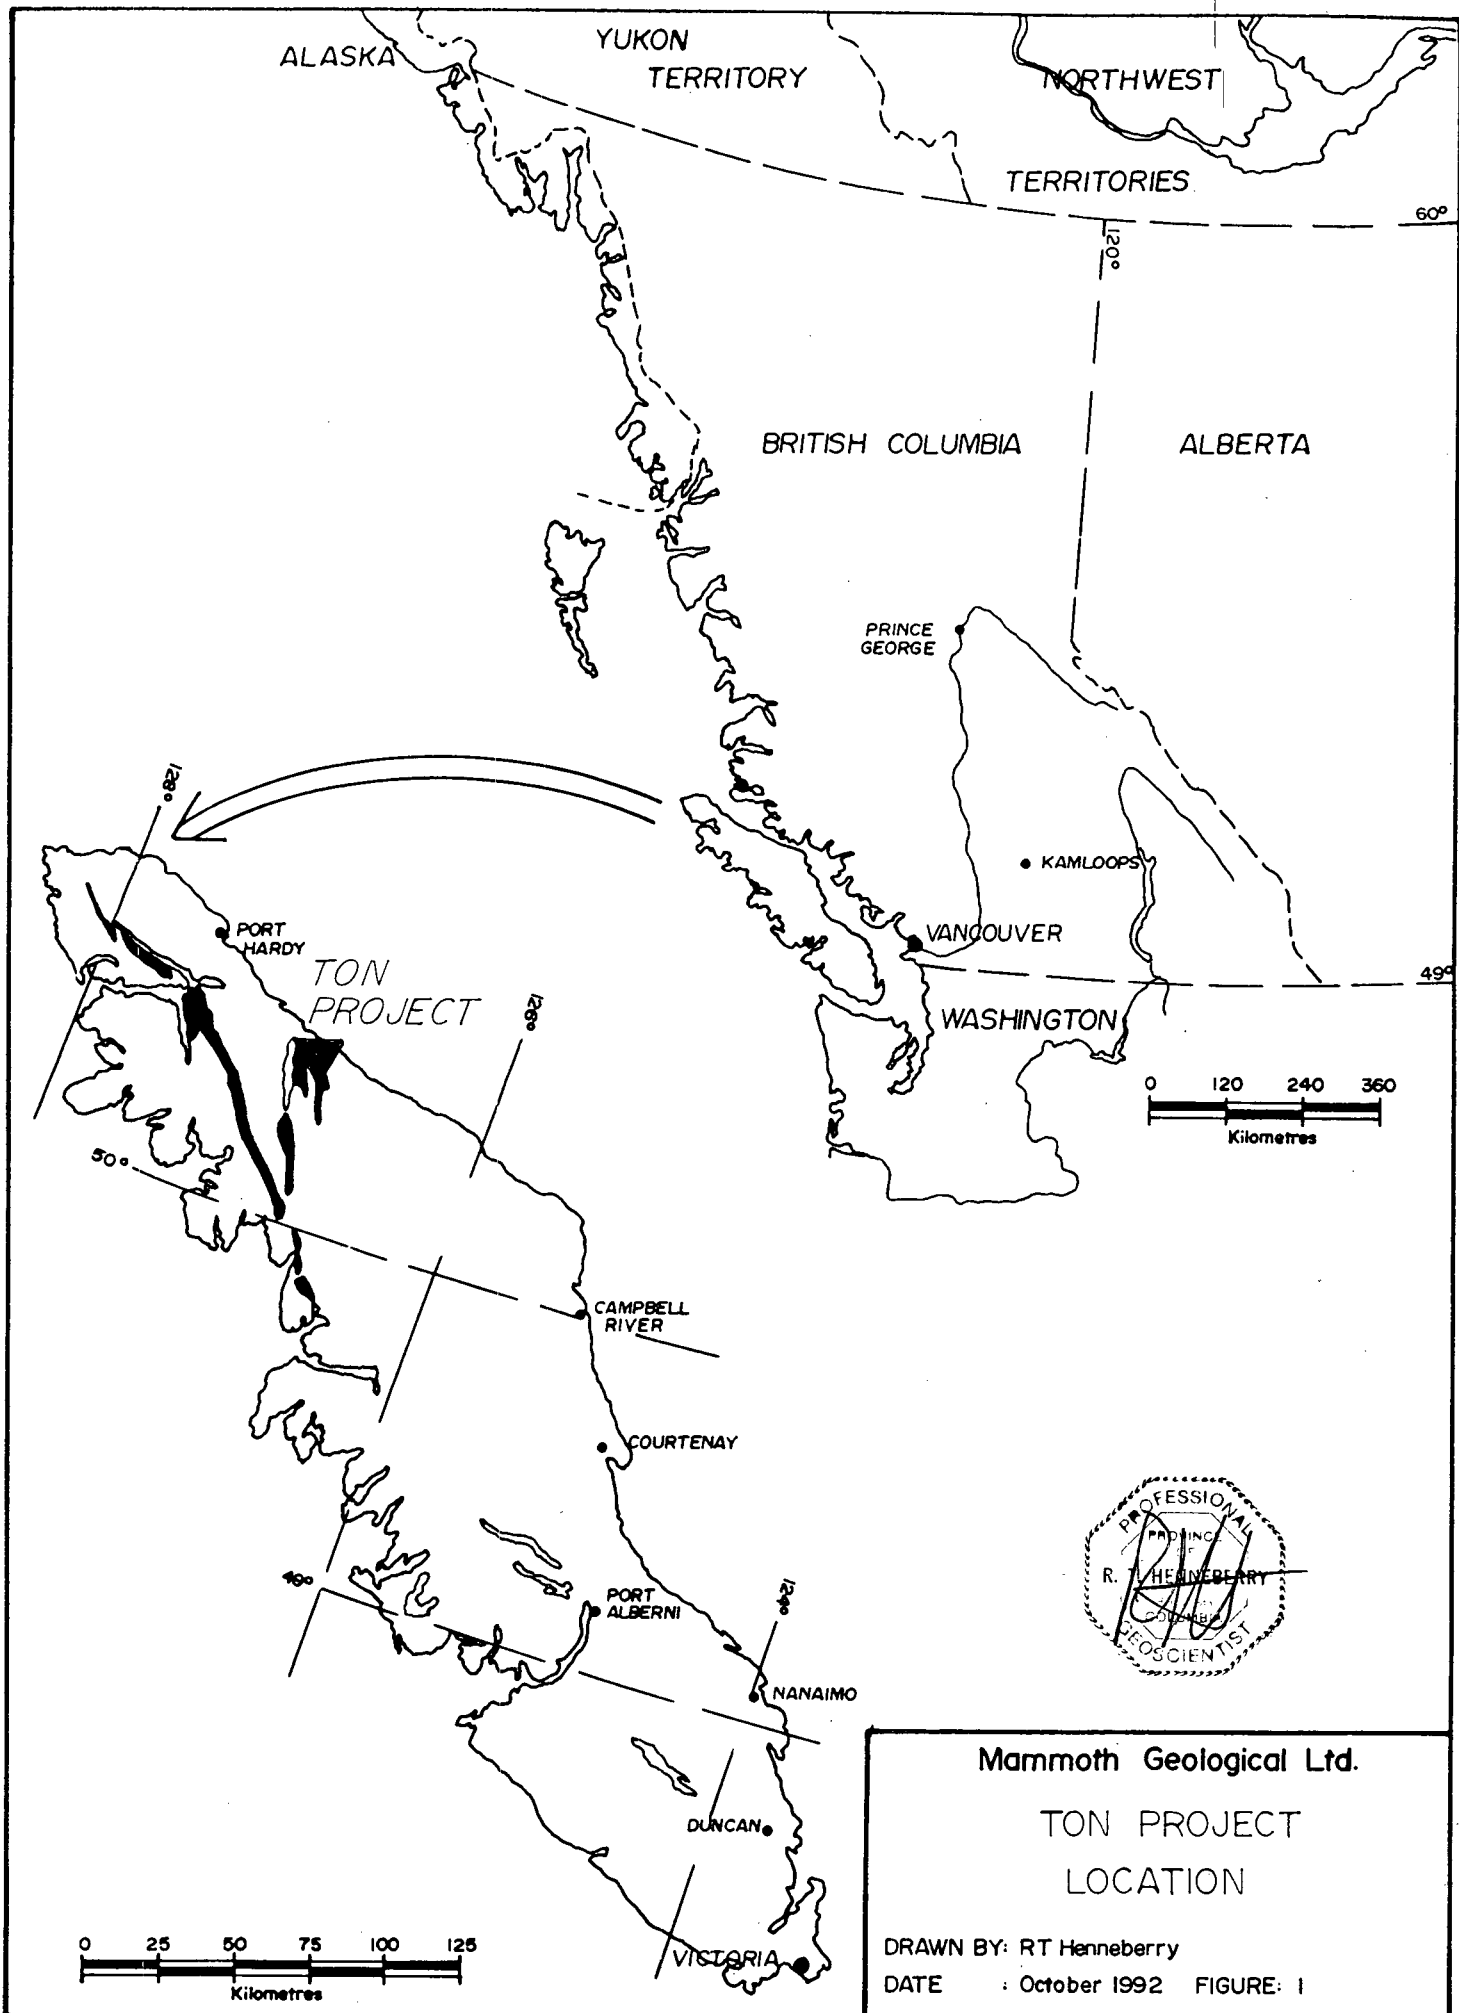 ALASKA
YUKON
TERRITORY
NORTHWEST
TERRITORIES
60°
120°
BRITISH COLUMBIA
ALBERTA
PRINCE
GEORGE
KAMLOOPS
VANCOUVER
49°
WASHINGTON
0 120 240 360
Kilometres
128°
PORT
HARDY
TON
PROJECT
126°
50°
CAMPBELL
RIVER
COURTENAY
49°
PORT
ALBERNI
124°
NANAIMO
DUNCAN
VICTORIA
0 25 50 75 100 125
Kilometres
PROFESSIONAL
PROVINCE
OF
R. T. HENNEBERRY
COLUMBIA
GEOSCIENTIST
Mammoth Geological Ltd.
TON PROJECT
LOCATION
DRAWN BY: RT Henneberry
DATE : October 1992 FIGURE: 1